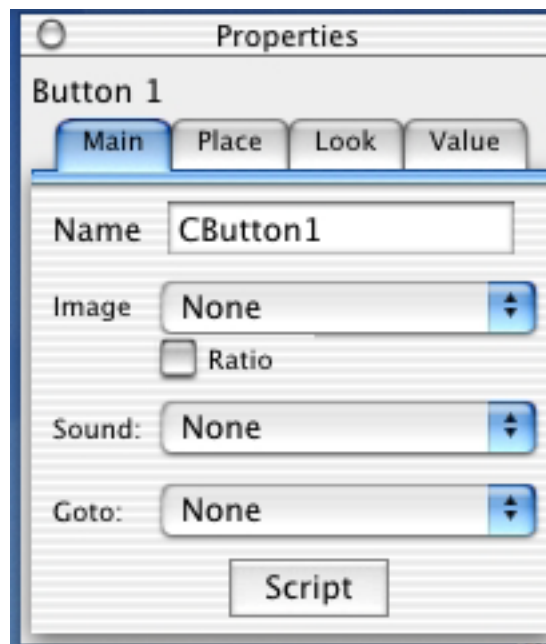 Properties
Button 1
Main Place Look Value
Name CButton1
Image None
Ratio
Sound: None
Goto: None
Script